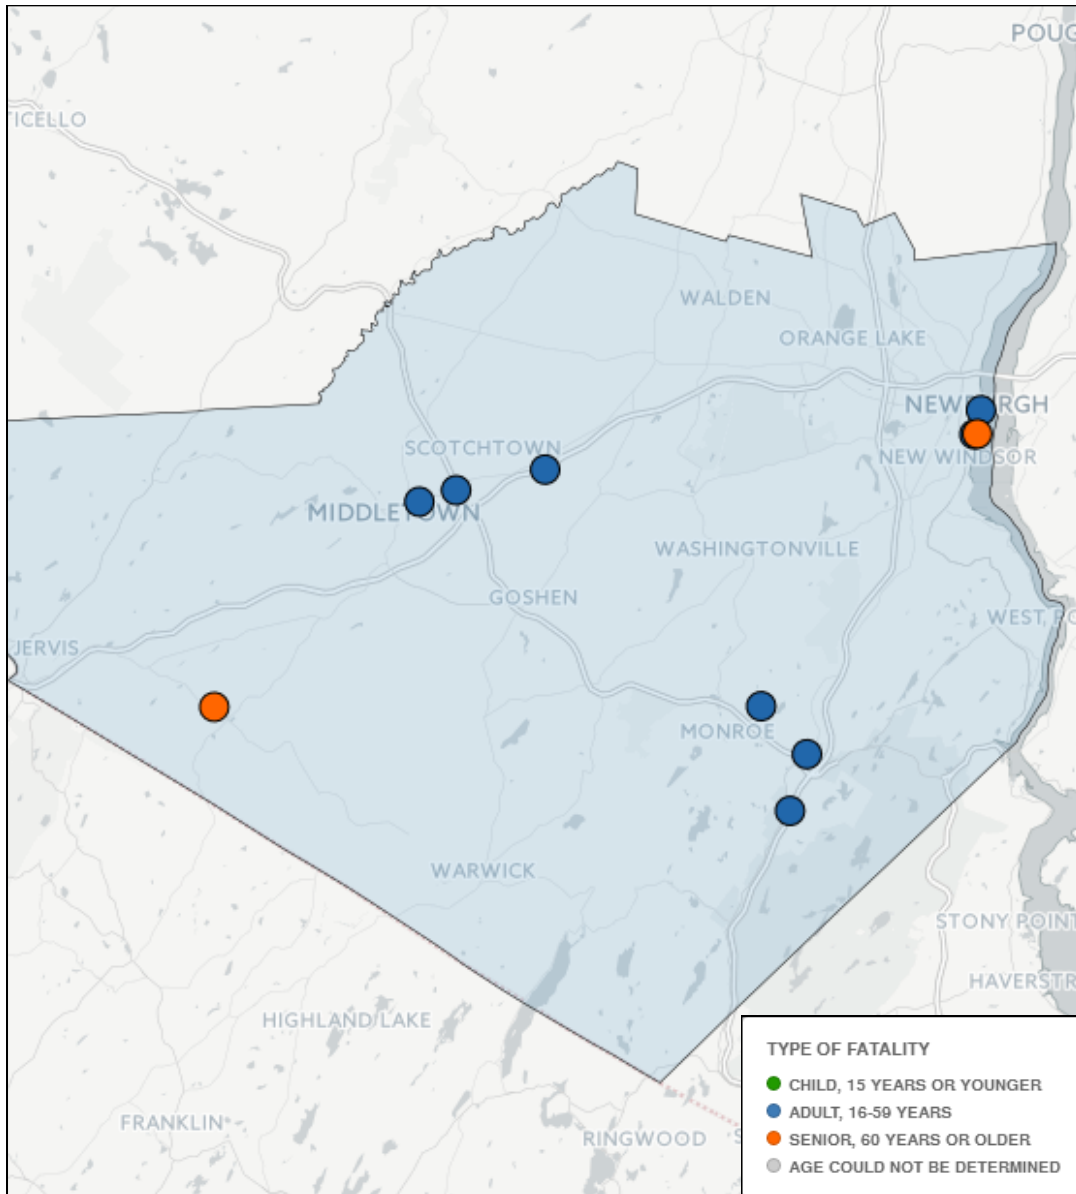 POUG
TICELLO
WALDEN
ORANGE LAKE
NEWBURGH
SCOTCHTOWN
NEW WINDSOR
MIDDLETOWN
WASHINGTONVILLE
GOSHEN
WEST PO
JERVIS
MONROE
WARWICK
STONY POINT
HAVERSTR
HIGHLAND LAKE
FRANKLIN
RINGWOOD
S
TYPE OF FATALITY
CHILD, 15 YEARS OR YOUNGER
ADULT, 16-59 YEARS
SENIOR, 60 YEARS OR OLDER
AGE COULD NOT BE DETERMINED